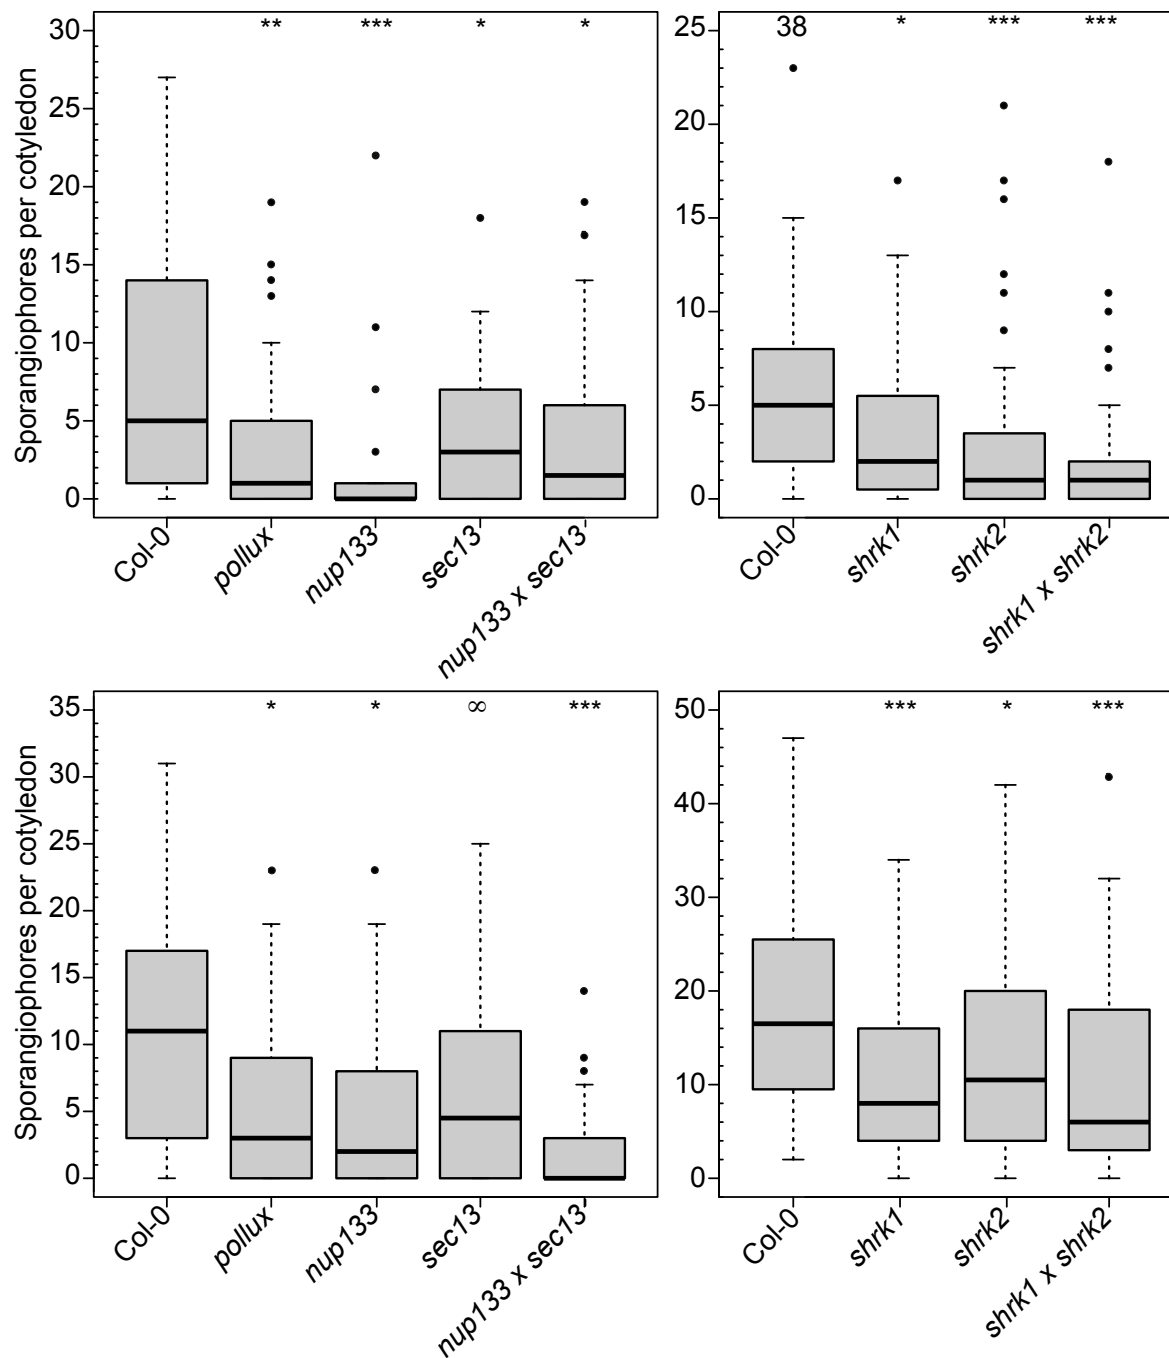 Sporangiophores per cotyledon
30
25
20
15
10
5
0
**
***
*
*
Col-0
pollux
nup133
sec13
nup133 x sec13
25
20
15
10
5
0
38
*
***
***
Col-0
shrk1
shrk2
shrk1 x shrk2
Sporangiophores per cotyledon
35
30
25
20
15
10
5
0
*
*
∞
***
Col-0
pollux
nup133
sec13
nup133 x sec13
50
40
30
20
10
0
***
*
***
Col-0
shrk1
shrk2
shrk1 x shrk2